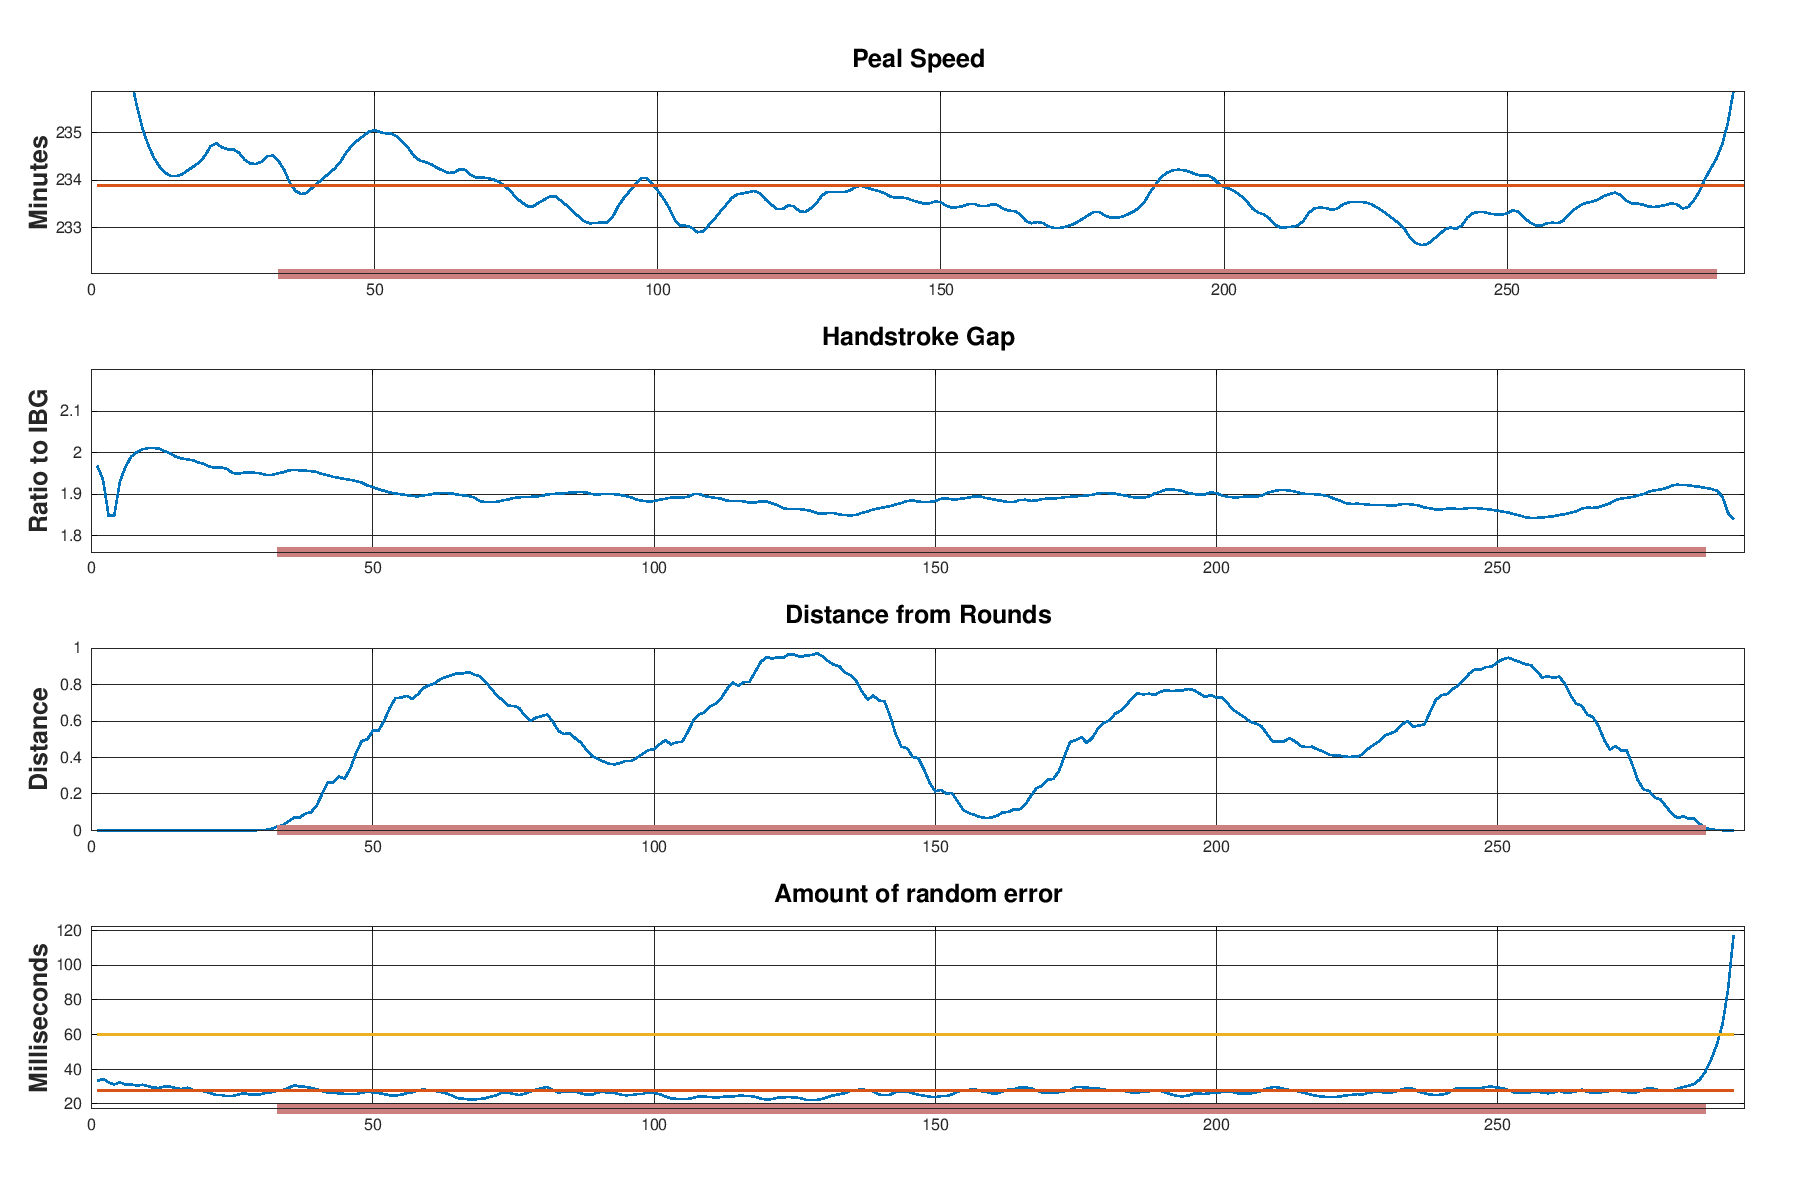 Peal Speed
Minutes
235
234
233
0 50 100 150 200 250
Handstroke Gap
Ratio to IBG
2.1
2
1.9
1.8
0 50 100 150 200 250
Distance from Rounds
Distance
1
0.8
0.6
0.4
0.2
0
0 50 100 150 200 250
Amount of random error
Milliseconds
120
100
80
60
40
20
0 50 100 150 200 250